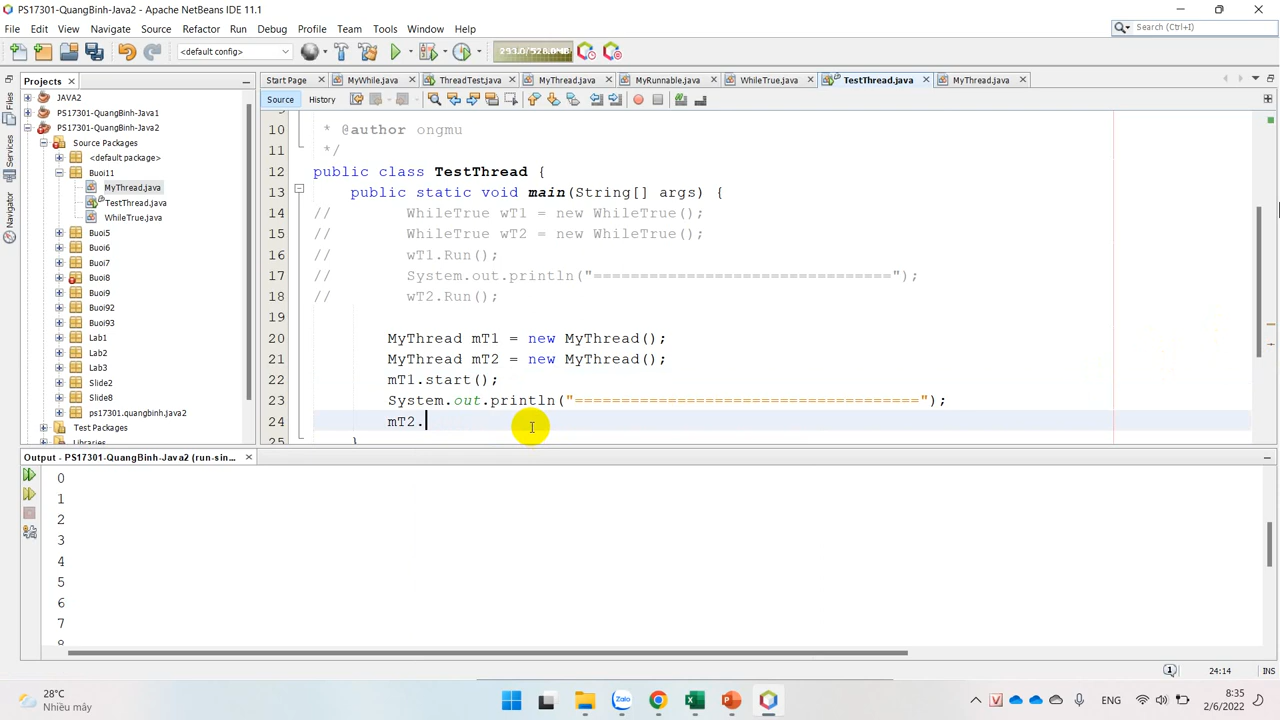 PS17301-QuangBinh-Java2 - Apache NetBeans IDE 11.1
File Edit View Navigate Source Refactor Run Debug Profile Team Tools Window Help
Search (Ctrl+I)
<default config>
Projects
Start Page
MyWhile.java
ThreadTest.java
MyThread.java
MyRunnable.java
WhileTrue.java
TestThread.java
MyThread.java
Files
Services
Navigator
JAVA2
PS17301-QuangBinh-Java1
PS17301-QuangBinh-Java2
Source Packages
<default package>
Buoi11
MyThread.java
TestThread.java
WhileTrue.java
Buoi5
Buoi6
Buoi7
Buoi8
Buoi9
Buoi92
Buoi93
Lab1
Lab2
Lab3
Slide2
Slide8
ps17301.quangbinh.java2
Test Packages
Libraries
Source History
10 * @author ongmu
11 */
12 public class TestThread {
13 public static void main(String[] args) {
14 // WhileTrue wT1 = new WhileTrue();
15 // WhileTrue wT2 = new WhileTrue();
16 // wT1.Run();
17 // System.out.println("================================");
18 // wT2.Run();
19
20 MyThread mT1 = new MyThread();
21 MyThread mT2 = new MyThread();
22 mT1.start();
23 System.out.println("=====================================");
24 mT2.
25 }
Output - PS17301-QuangBinh-Java2 (run-sin...
0
1
2
3
4
5
6
7
8
24:14
INS
28°C
Nhiều mây
ENG
8:35
2/6/2022